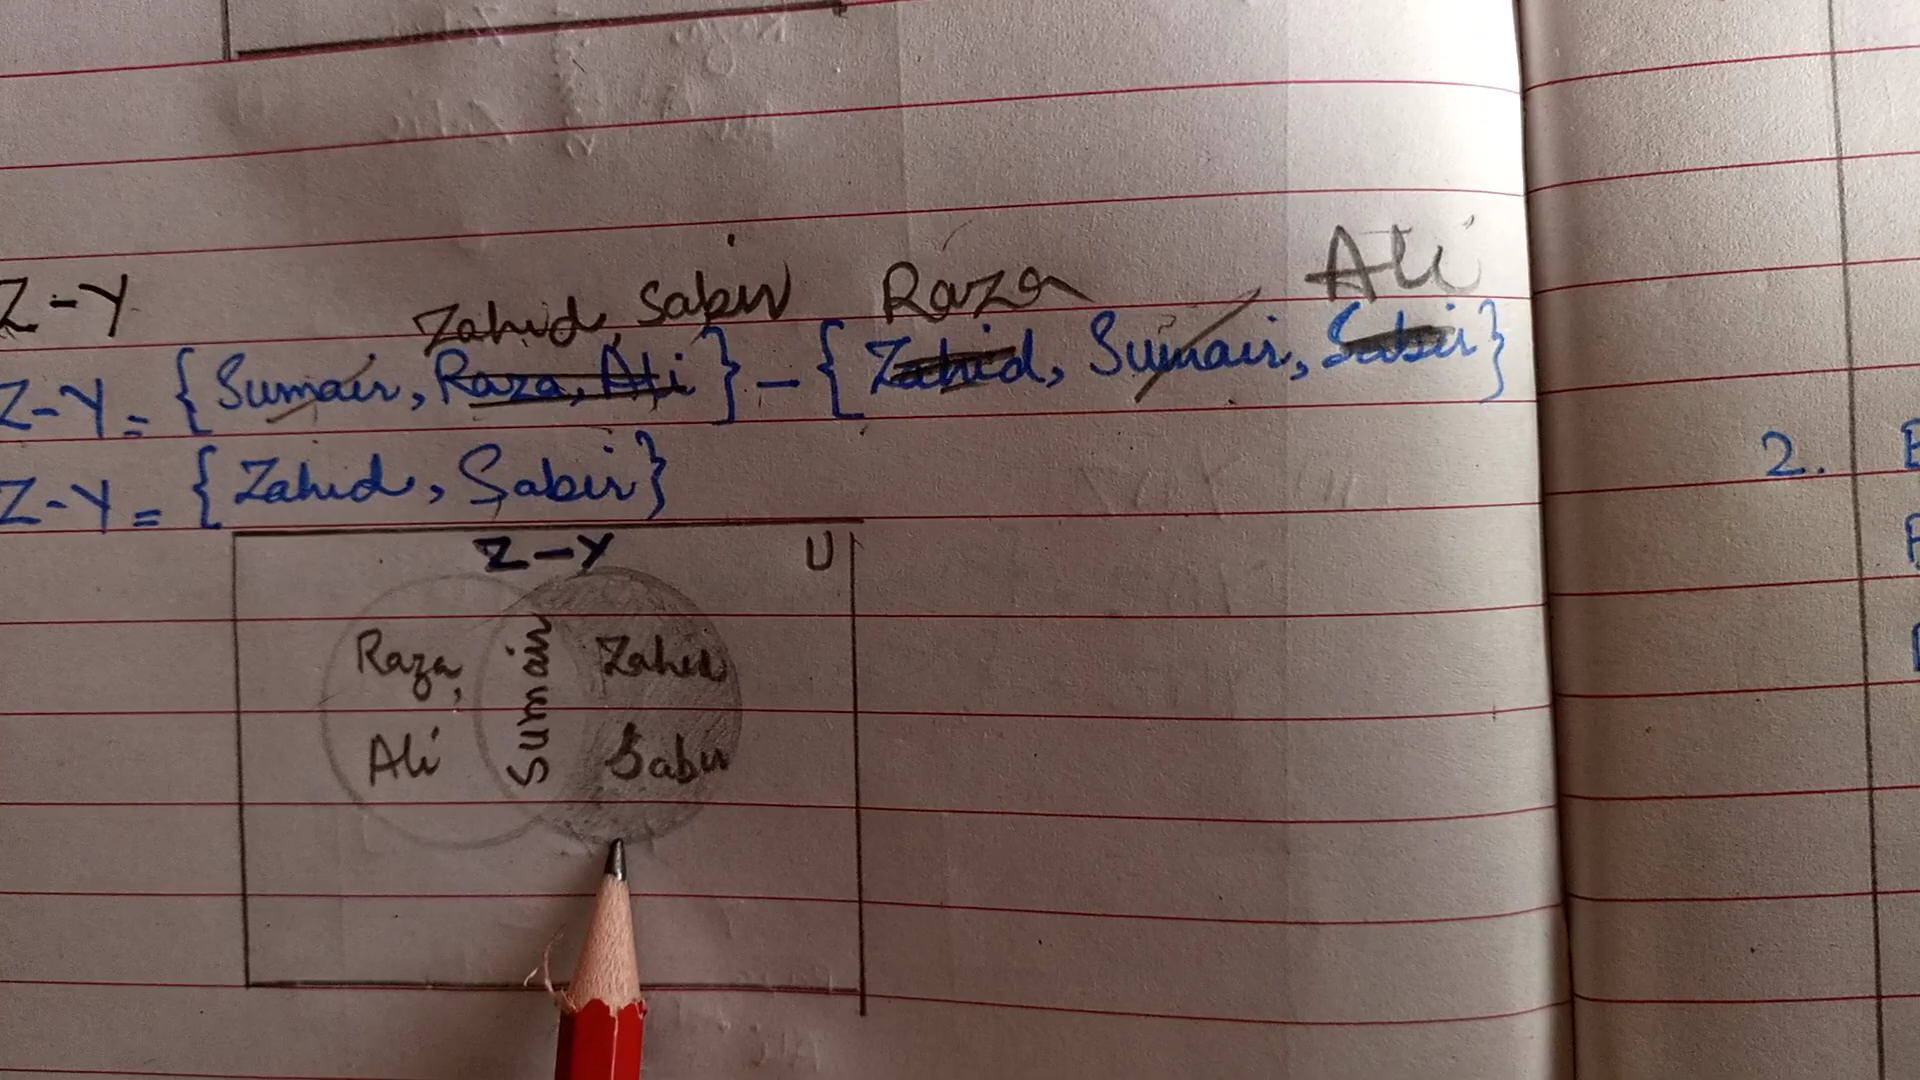 Z-Y
Zahid, Sabir Raza Ali
Z-Y= {Sumair, Raza, Ali} - {Zahid, Sumair, Sabir}
Z-Y= {Zahid, Sabir}
Z-Y U
Raza, Sumair Zahid
Ali Sabir
2.